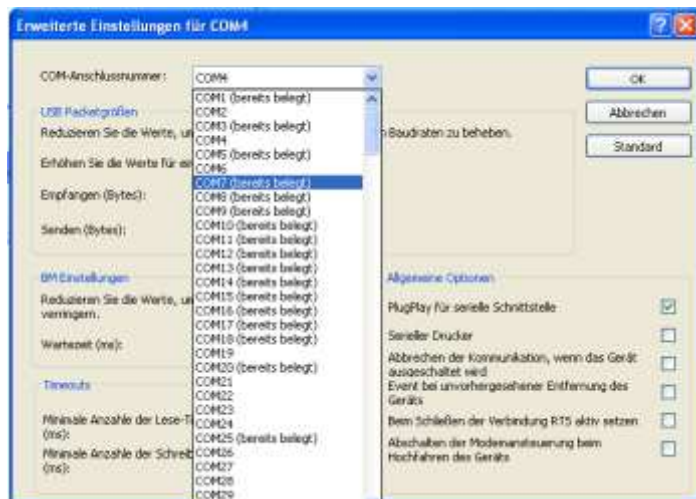 Erweiterte Einstellungen für COM4
COM-Anschlussnummer:
COM4
OK
Abbrechen
Standard
COM1 (bereits belegt)
COM2
COM3 (bereits belegt)
COM4
COM5 (bereits belegt)
COM6
COM7 (bereits belegt)
COM8 (bereits belegt)
COM9 (bereits belegt)
COM10 (bereits belegt)
COM11 (bereits belegt)
COM12 (bereits belegt)
COM13 (bereits belegt)
COM14 (bereits belegt)
COM15 (bereits belegt)
COM16 (bereits belegt)
COM17 (bereits belegt)
COM18 (bereits belegt)
COM19
COM20 (bereits belegt)
COM21
COM22
COM23
COM24
COM25 (bereits belegt)
COM26
COM27
COM28
COM29
USB Packetgrößen
Reduzieren Sie die Werte, Baudraten zu beheben.
Erhöhen Sie die Werte für
Empfangen (Bytes):
Senden (Bytes):
BM Einstellungen
Reduzieren Sie die Werte,
verringern.
Wartezeit (ms):
Timeouts
Minimale Anzahle der Lese-T
(ms):
Minimale Anzahle der Schreib
(ms):
Allgemeine Optionen
PlugPlay für serielle Schnittstelle
Serieller Drucker
Abbrechen der Kommunikation, wenn das Gerät
ausgeschaltet wird
Event bei unvorhergesehener Entfernung des
Geräts
Beim Schließen der Verbindung RTS aktiv setzen
Abschalten der Modemansteuerung beim
Hochfahren des Geräts